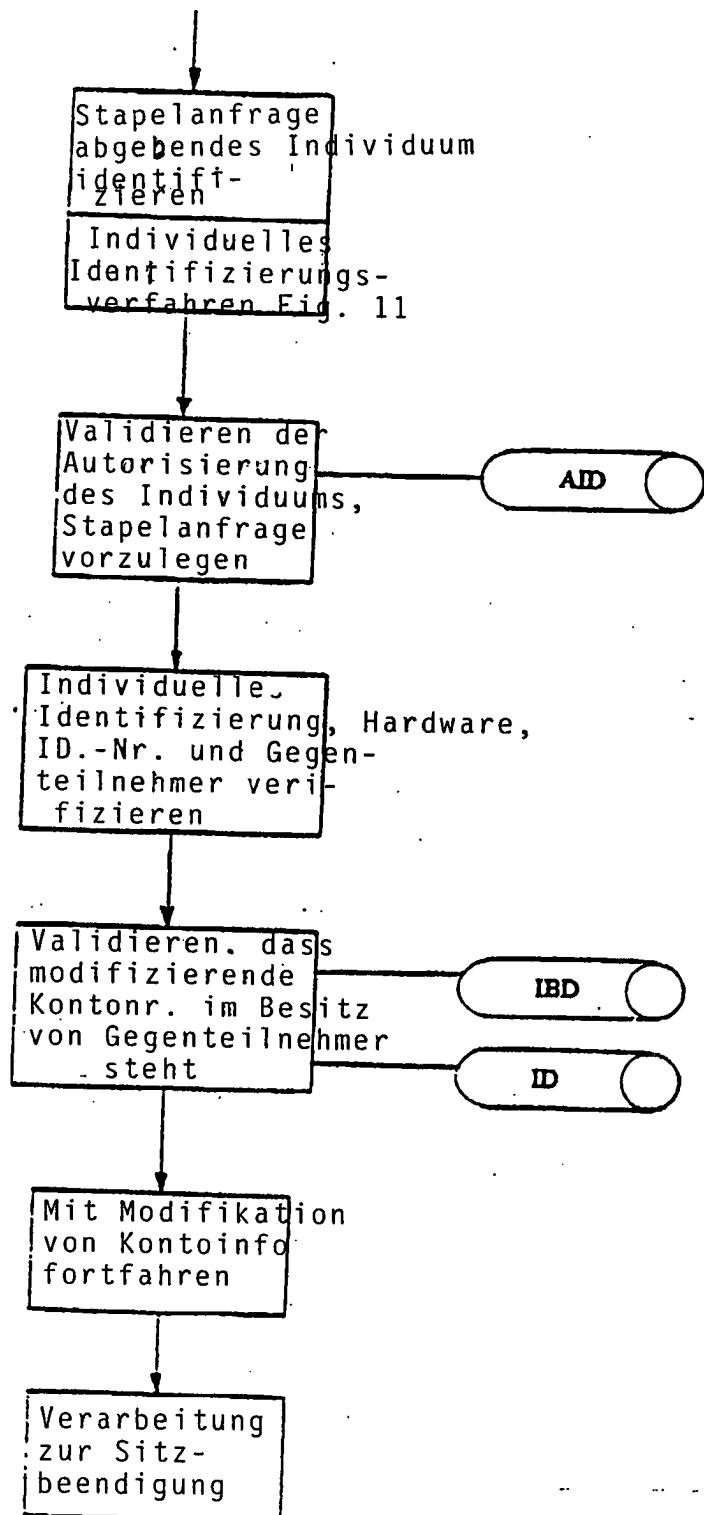 Stapelanfrage
abgebendes Individuum
identifi-
zieren
Individuelles
Identifizierungs-
verfahren Fig. 11
Validieren der
Autorisierung
des Individuums,
Stapelanfrage
vorzulegen
AID
Individuelle
Identifizierung, Hardware,
ID.-Nr. und Gegen-
teilnehmer veri-
fizieren
Validieren. dass
modifizierende
Kontonr. im Besitz
von Gegenteilnehmer
steht
IBD
ID
Mit Modifikation
von Kontoinfo
fortfahren
Verarbeitung
zur Sitz-
beendigung